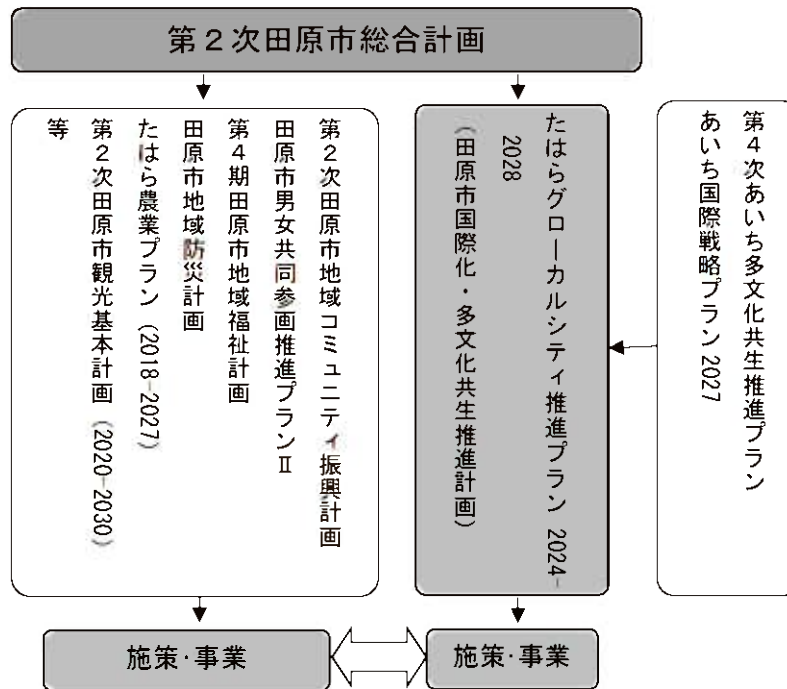 第２次田原市総合計画
第４次あいち多文化共生推進プラン
あいち国際戦略プラン 2027
たはらグローカルシティ推進プラン 2024-
2028
（田原市国際化・多文化共生推進計画）
第２次田原市地域コミュニティ振興計画
田原市男女共同参画推進プランⅡ
第４期田原市地域福祉計画
田原市地域防災計画
たはら農業プラン（2018-2027）
第２次田原市観光基本計画（2020-2030）
等
施策・事業
施策・事業